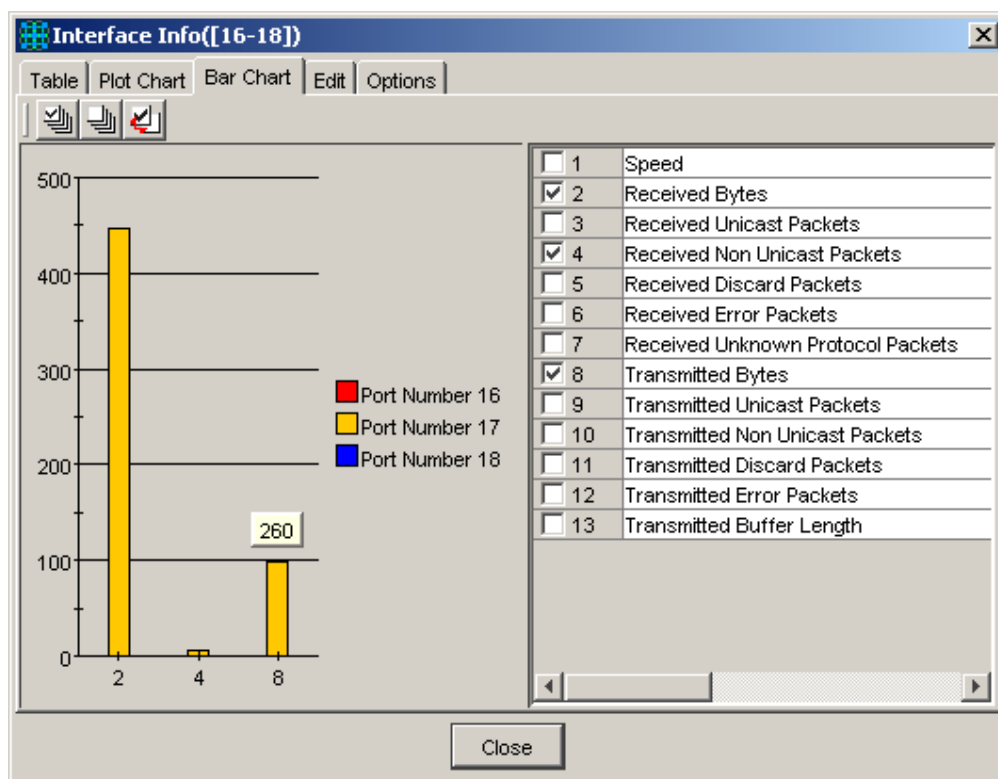 Interface Info([16-18])
Table Plot Chart Bar Chart Edit Options
500
400
300
200
100
0
2 4 8
260
Port Number 16
Port Number 17
Port Number 18
1 Speed
2 Received Bytes
3 Received Unicast Packets
4 Received Non Unicast Packets
5 Received Discard Packets
6 Received Error Packets
7 Received Unknown Protocol Packets
8 Transmitted Bytes
9 Transmitted Unicast Packets
10 Transmitted Non Unicast Packets
11 Transmitted Discard Packets
12 Transmitted Error Packets
13 Transmitted Buffer Length
Close